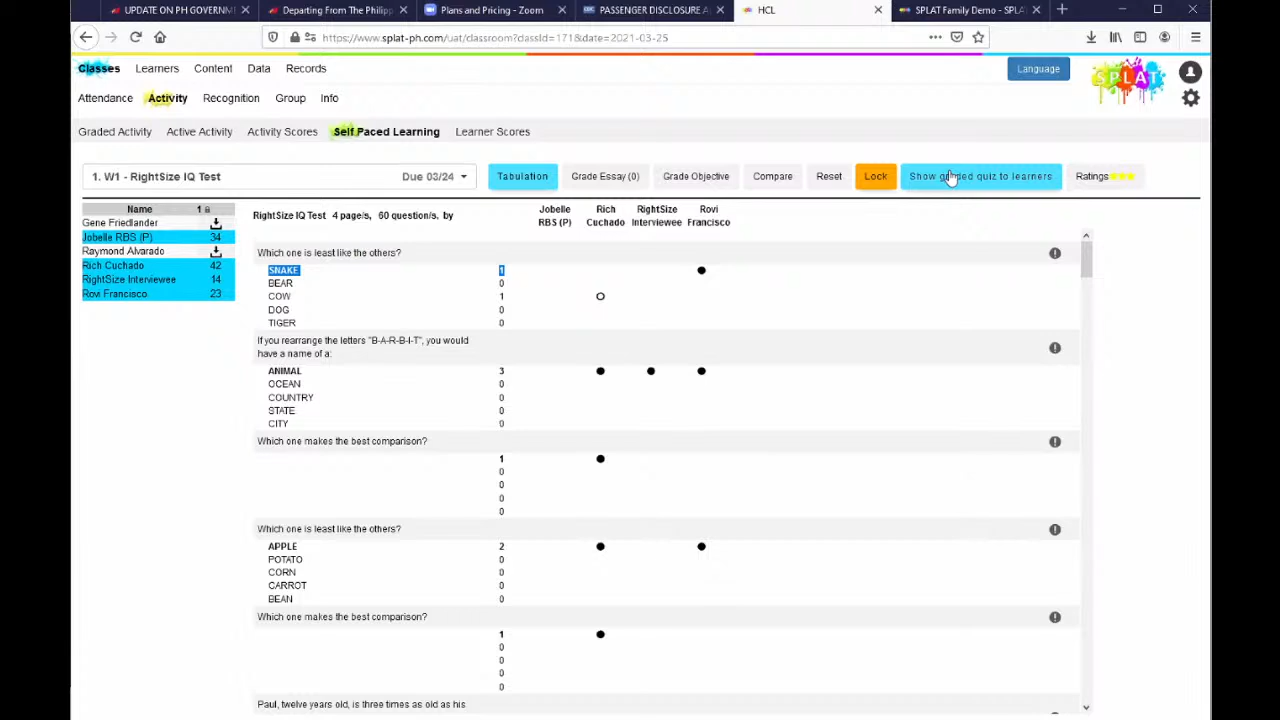 UPDATE ON PH GOVERNM
Departing From The Philipp
Plans and Pricing - Zoom
PASSENGER DISCLOSURE A
HCL
SPLAT Family Demo - SPLA
https://www.splat-ph.com/uat/classroom?classId=171&date=2021-03-25
Classes Learners Content Data Records
Language
SPLAT
Attendance Activity Recognition Group Info
Graded Activity Active Activity Activity Scores Self Paced Learning Learner Scores
1. W1 - RightSize IQ Test Due 03/24
Tabulation Grade Essay (0) Grade Objective Compare Reset Lock Show graded quiz to learners Ratings
Name 1
Gene Friedlander
Jobelle RBS (P) 34
Raymond Alvarado
Rich Cuchado 42
RightSize Interviewee 14
Rovi Francisco 23
RightSize IQ Test 4 page/s, 60 question/s, by
Jobelle RBS (P)
Rich Cuchado
RightSize Interviewee
Rovi Francisco
Which one is least like the others?
SNAKE 1
BEAR 0
COW 1
DOG 0
TIGER 0
If you rearrange the letters "B-A-R-B-I-T", you would
have a name of a:
ANIMAL 3
OCEAN 0
COUNTRY 0
STATE 0
CITY 0
Which one makes the best comparison?
1
0
0
0
0
Which one is least like the others?
APPLE 2
POTATO 0
CORN 0
CARROT 0
BEAN 0
Which one makes the best comparison?
1
0
0
0
0
Paul, twelve years old, is three times as old as his